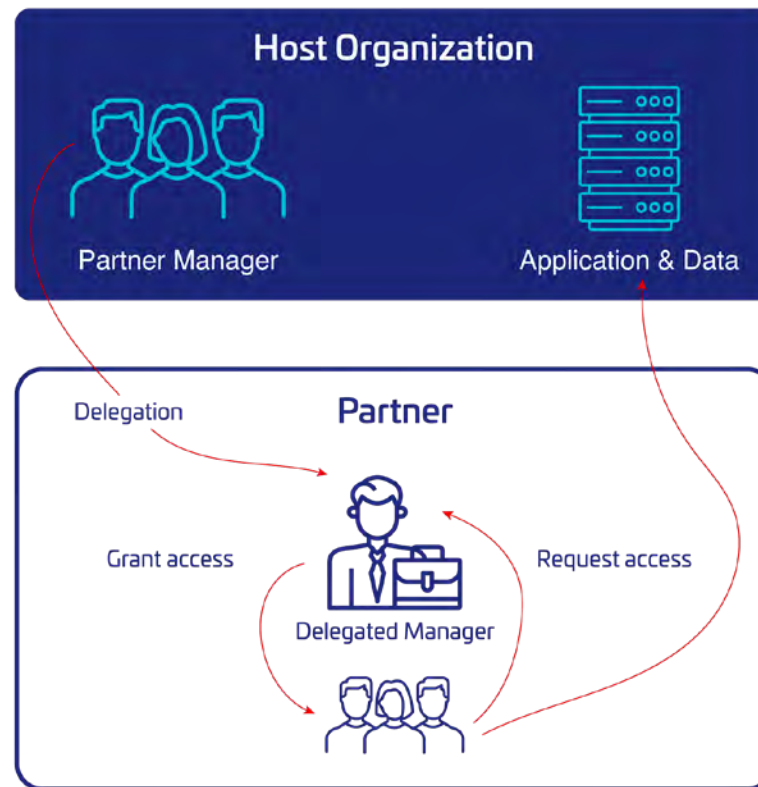 Host Organization
Partner Manager
Application & Data
Delegation
Partner
Grant access
Request access
Delegated Manager